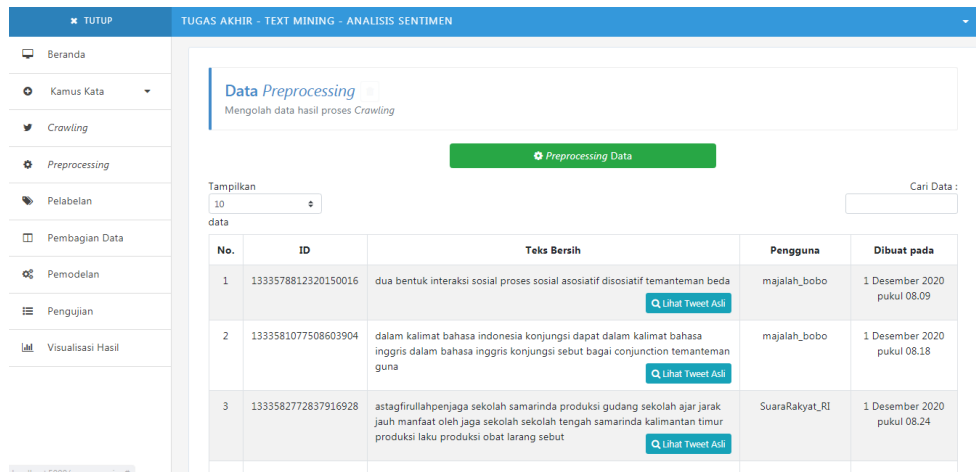 ✖ TUTUP
TUGAS AKHIR - TEXT MINING - ANALISIS SENTIMEN
Beranda
Kamus Kata
Crawling
Preprocessing
Pelabelan
Pembagian Data
Pemodelan
Pengujian
Visualisasi Hasil
Data Preprocessing
Mengolah data hasil proses Crawling
Preprocessing Data
Tampilkan
10
data
Cari Data :
No. ID Teks Bersih Pengguna Dibuat pada
1 1333578812320150016 dua bentuk interaksi sosial proses sosial asosiatif disosiatif temanteman beda majalah_bobo 1 Desember 2020
pukul 08.09
Lihat Tweet Asli
2 1333581077508603904 dalam kalimat bahasa indonesia konjungsi dapat dalam kalimat bahasa majalah_bobo 1 Desember 2020
inggris dalam bahasa inggris konjungsi sebut bagai conjunction temanteman pukul 08.18
guna
Lihat Tweet Asli
3 1333582772837916928 astagfirullahpenjaga sekolah samarinda produksi gudang sekolah ajar jarak SuaraRakyat_RI 1 Desember 2020
jauh manfaat oleh jaga sekolah sekolah tengah samarinda kalimantan timur pukul 08.24
produksi laku produksi obat larang sebut
Lihat Tweet Asli